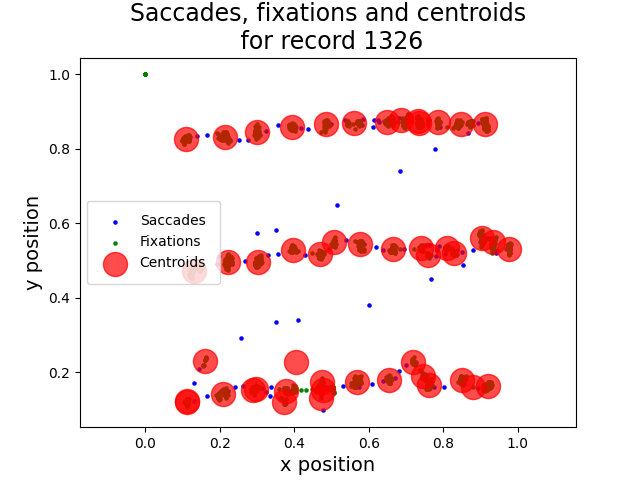 Saccades, fixations and centroids
for record 1326
y position
1.0
0.8
0.6
0.4
0.2
Saccades
Fixations
Centroids
0.0
0.2
0.4
0.6
0.8
1.0
x position